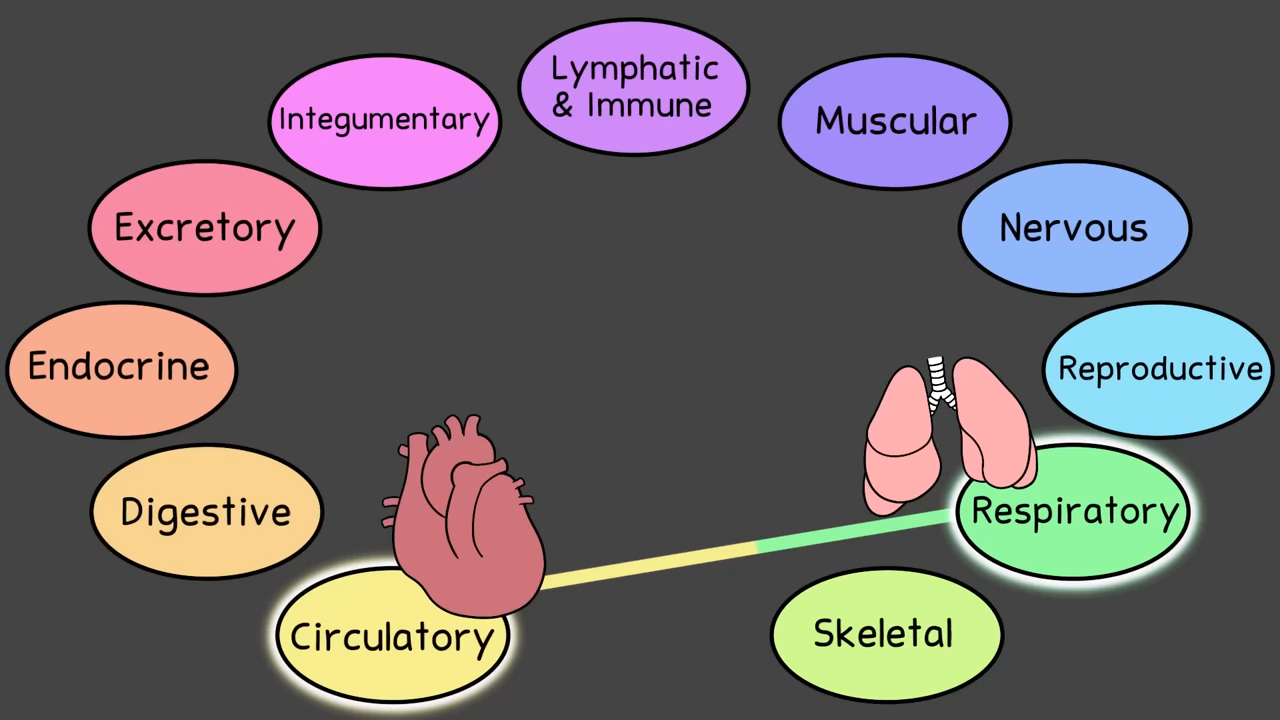 Lymphatic
& Immune
Integumentary
Muscular
Excretory
Nervous
Endocrine
Reproductive
Digestive
Respiratory
Circulatory
Skeletal